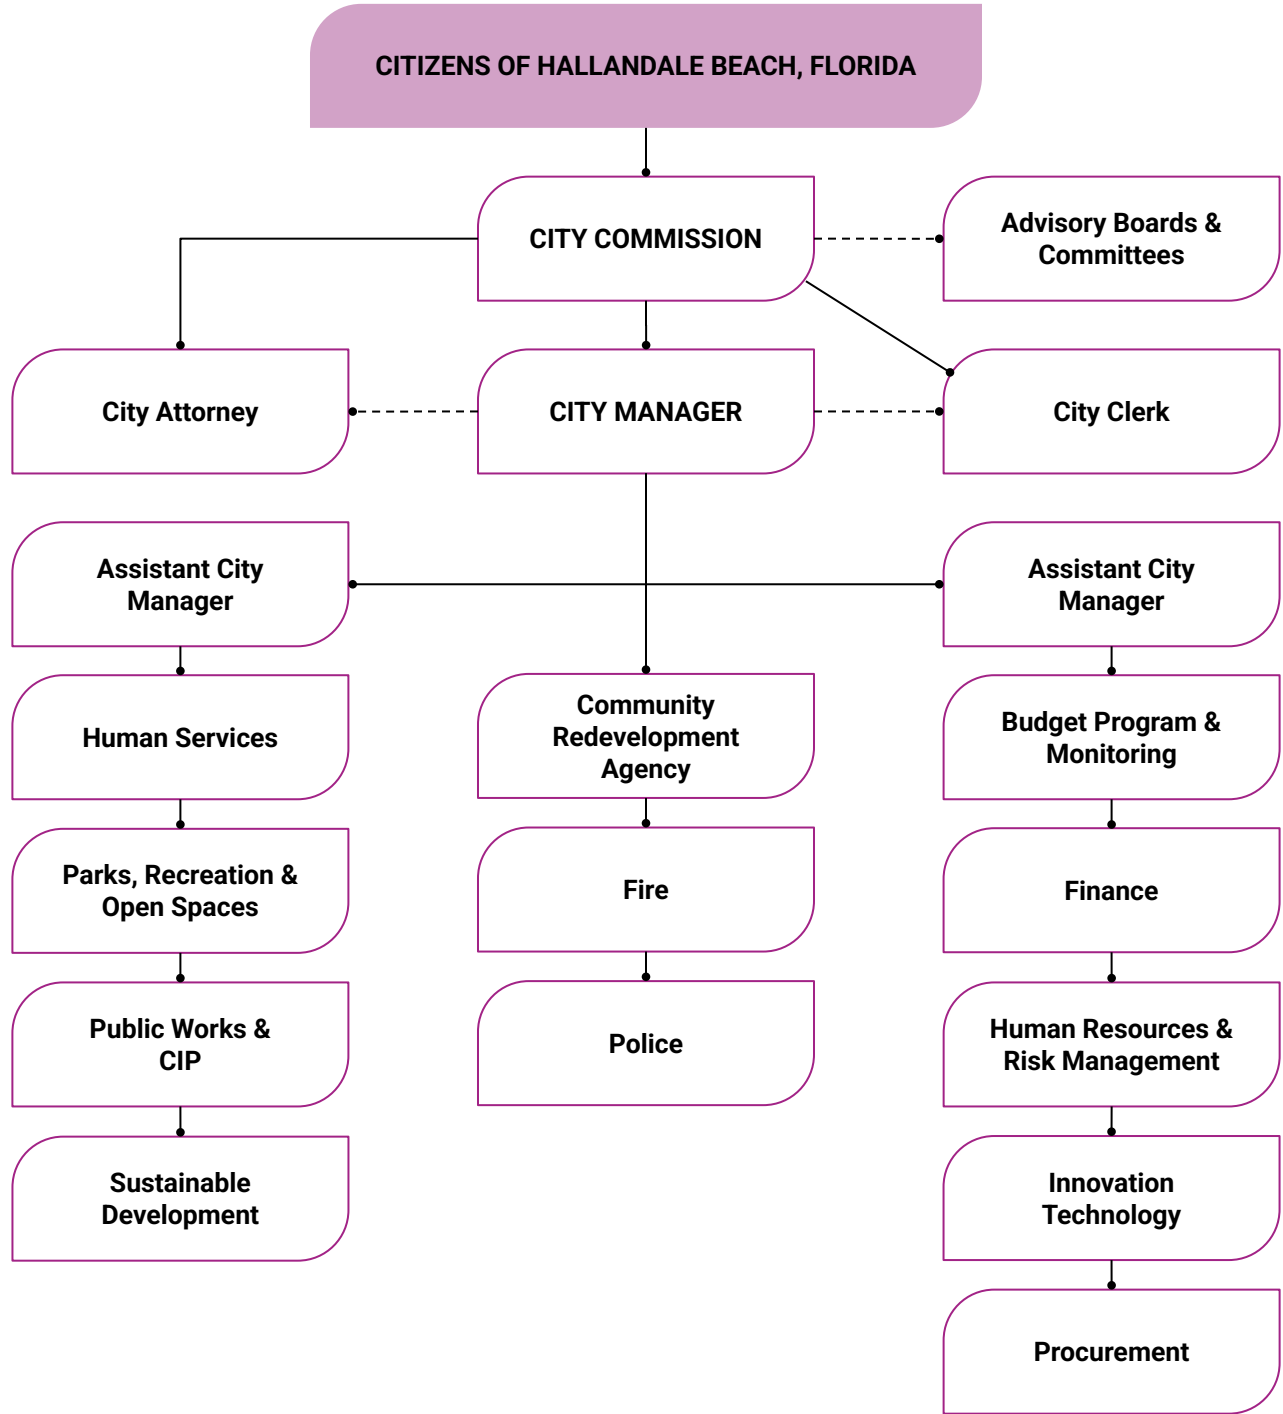 CITIZENS OF HALLANDALE BEACH, FLORIDA
CITY COMMISSION
Advisory Boards &
Committees
City Attorney
CITY MANAGER
City Clerk
Assistant City
Manager
Assistant City
Manager
Human Services
Community
Redevelopment
Agency
Budget Program &
Monitoring
Parks, Recreation &
Open Spaces
Fire
Finance
Public Works &
CIP
Police
Human Resources &
Risk Management
Sustainable
Development
Innovation
Technology
Procurement